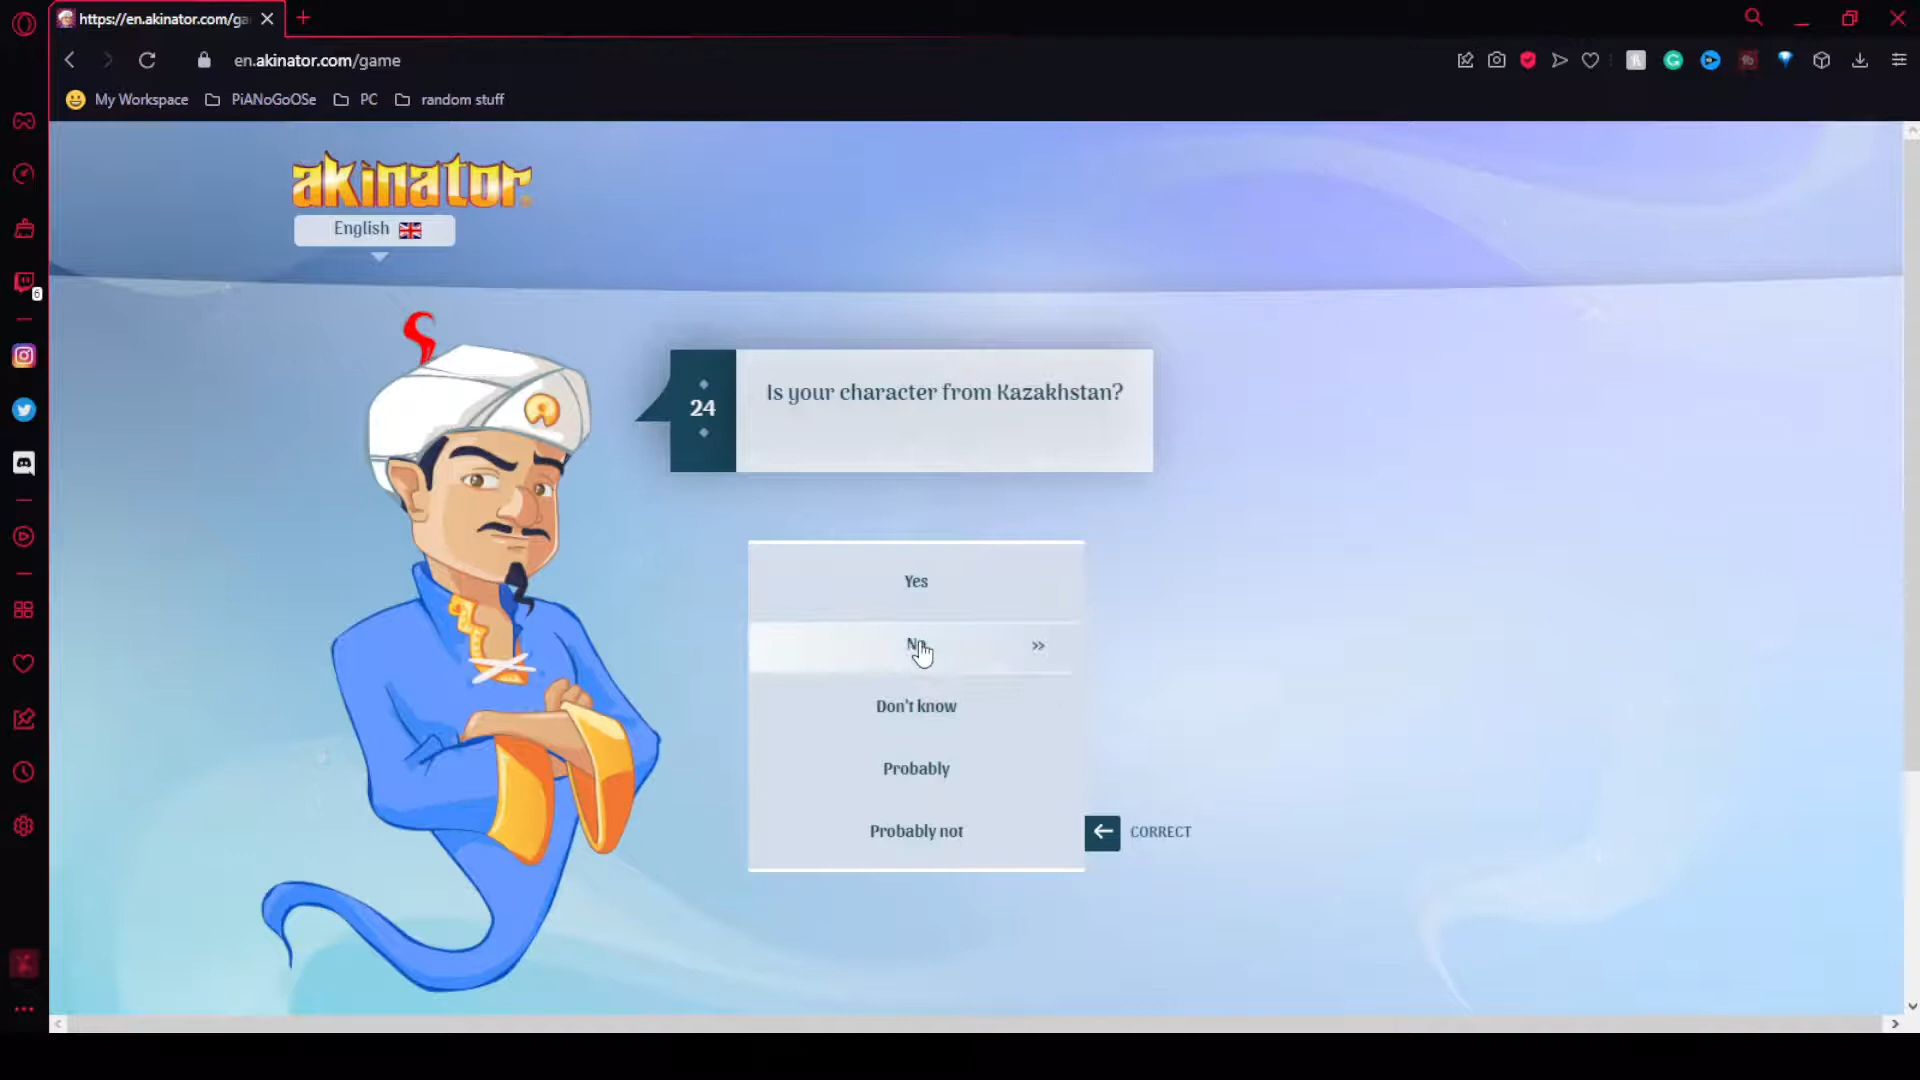 https://en.akinator.com/ga
en.akinator.com/game
My Workspace
PiANoGoOSe
PC
random stuff
akinator
English
6
24
Is your character from Kazakhstan?
Yes
No
Don't know
Probably
Probably not
CORRECT